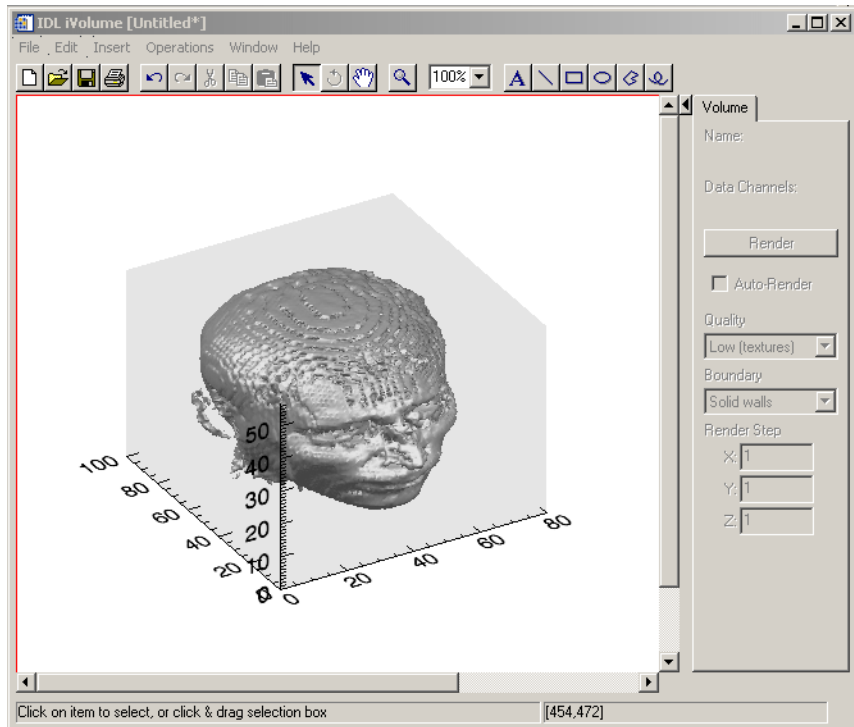 IDL iVolume [Untitled*]
File Edit Insert Operations Window Help
100%
A
Volume
Name:
Data Channels:
Render
Auto-Render
Quality
Low (textures)
Boundary
Solid walls
Render Step
X: 1
Y: 1
Z: 1
50
40
30
20
10
0
100
80
60
40
20
0
0
20
40
60
80
Click on item to select, or click & drag selection box
[454,472]